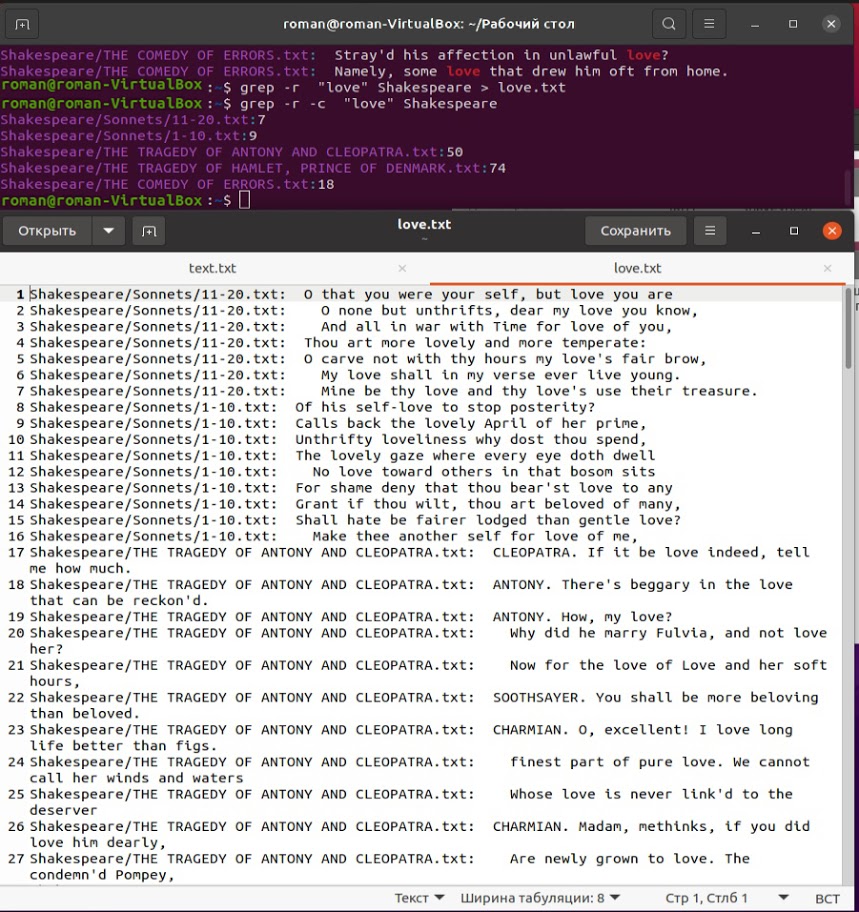 roman@roman-VirtualBox: ~/Рабочий стол
Shakespeare/THE COMEDY OF ERRORS.txt:  Stray'd his affection in unlawful love?
Shakespeare/THE COMEDY OF ERRORS.txt:  Namely, some love that drew him oft from home.
roman@roman-VirtualBox:~$ grep -r  "love" Shakespeare > love.txt
roman@roman-VirtualBox:~$ grep -r -c  "love" Shakespeare
Shakespeare/Sonnets/11-20.txt:7
Shakespeare/Sonnets/1-10.txt:9
Shakespeare/THE TRAGEDY OF ANTONY AND CLEOPATRA.txt:50
Shakespeare/THE TRAGEDY OF HAMLET, PRINCE OF DENMARK.txt:74
Shakespeare/THE COMEDY OF ERRORS.txt:18
roman@roman-VirtualBox:~$
Открыть love.txt Сохранить
~
text.txt love.txt
1 Shakespeare/Sonnets/11-20.txt:  O that you were your self, but love you are
2 Shakespeare/Sonnets/11-20.txt:    O none but unthrifts, dear my love you know,
3 Shakespeare/Sonnets/11-20.txt:    And all in war with Time for love of you,
4 Shakespeare/Sonnets/11-20.txt:  Thou art more lovely and more temperate:
5 Shakespeare/Sonnets/11-20.txt:  O carve not with thy hours my love's fair brow,
6 Shakespeare/Sonnets/11-20.txt:    My love shall in my verse ever live young.
7 Shakespeare/Sonnets/11-20.txt:    Mine be thy love and thy love's use their treasure.
8 Shakespeare/Sonnets/1-10.txt:  Of his self-love to stop posterity?
9 Shakespeare/Sonnets/1-10.txt:  Calls back the lovely April of her prime,
10 Shakespeare/Sonnets/1-10.txt:  Unthrifty loveliness why dost thou spend,
11 Shakespeare/Sonnets/1-10.txt:  The lovely gaze where every eye doth dwell
12 Shakespeare/Sonnets/1-10.txt:    No love toward others in that bosom sits
13 Shakespeare/Sonnets/1-10.txt:  For shame deny that thou bear'st love to any
14 Shakespeare/Sonnets/1-10.txt:  Grant if thou wilt, thou art beloved of many,
15 Shakespeare/Sonnets/1-10.txt:  Shall hate be fairer lodged than gentle love?
16 Shakespeare/Sonnets/1-10.txt:    Make thee another self for love of me,
17 Shakespeare/THE TRAGEDY OF ANTONY AND CLEOPATRA.txt:  CLEOPATRA. If it be love indeed, tell
me how much.
18 Shakespeare/THE TRAGEDY OF ANTONY AND CLEOPATRA.txt:  ANTONY. There's beggary in the love
that can be reckon'd.
19 Shakespeare/THE TRAGEDY OF ANTONY AND CLEOPATRA.txt:  ANTONY. How, my love?
20 Shakespeare/THE TRAGEDY OF ANTONY AND CLEOPATRA.txt:    Why did he marry Fulvia, and not love
her?
21 Shakespeare/THE TRAGEDY OF ANTONY AND CLEOPATRA.txt:    Now for the love of Love and her soft
hours,
22 Shakespeare/THE TRAGEDY OF ANTONY AND CLEOPATRA.txt:  SOOTHSAYER. You shall be more beloving
than beloved.
23 Shakespeare/THE TRAGEDY OF ANTONY AND CLEOPATRA.txt:  CHARMIAN. O, excellent! I love long
life better than figs.
24 Shakespeare/THE TRAGEDY OF ANTONY AND CLEOPATRA.txt:    finest part of pure love. We cannot
call her winds and waters
25 Shakespeare/THE TRAGEDY OF ANTONY AND CLEOPATRA.txt:    Whose love is never link'd to the
deserver
26 Shakespeare/THE TRAGEDY OF ANTONY AND CLEOPATRA.txt:  CHARMIAN. Madam, methinks, if you did
love him dearly,
27 Shakespeare/THE TRAGEDY OF ANTONY AND CLEOPATRA.txt:    Are newly grown to love. The
condemn'd Pompey,
Текст Ширина табуляции: 8 Стр 1, Стлб 1 ВСТ